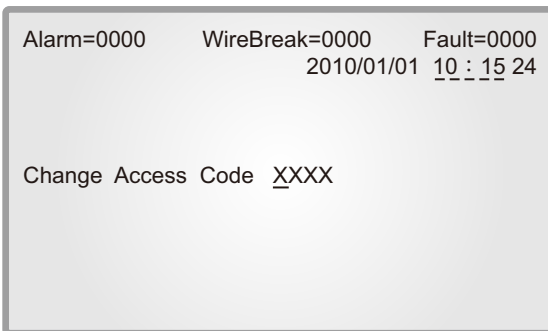 Alarm=0000 WireBreak=0000 Fault=0000
2010/01/01 10 : 15 24
Change Access Code XXXX